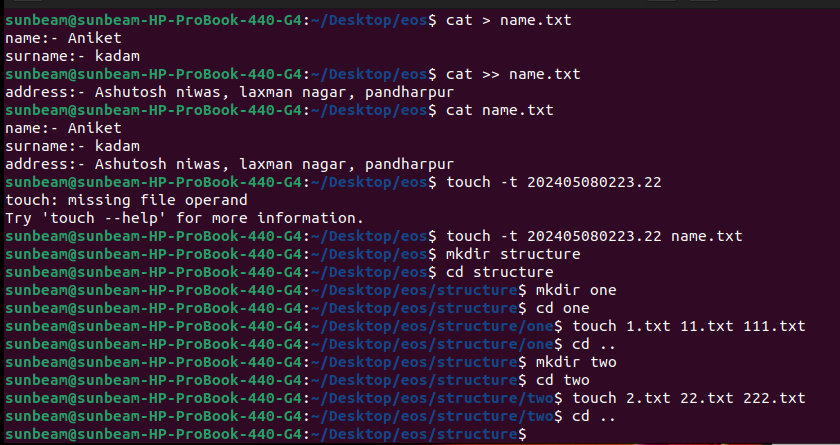 sunbeam@sunbeam-HP-ProBook-440-G4:~/Desktop/eos$ cat > name.txt
name:- Aniket
surname:- kadam
sunbeam@sunbeam-HP-ProBook-440-G4:~/Desktop/eos$ cat >> name.txt
address:- Ashutosh niwas, laxman nagar, pandharpur
sunbeam@sunbeam-HP-ProBook-440-G4:~/Desktop/eos$ cat name.txt
name:- Aniket
surname:- kadam
address:- Ashutosh niwas, laxman nagar, pandharpur
sunbeam@sunbeam-HP-ProBook-440-G4:~/Desktop/eos$ touch -t 202405080223.22
touch: missing file operand
Try 'touch --help' for more information.
sunbeam@sunbeam-HP-ProBook-440-G4:~/Desktop/eos$ touch -t 202405080223.22 name.txt
sunbeam@sunbeam-HP-ProBook-440-G4:~/Desktop/eos$ mkdir structure
sunbeam@sunbeam-HP-ProBook-440-G4:~/Desktop/eos$ cd structure
sunbeam@sunbeam-HP-ProBook-440-G4:~/Desktop/eos/structure$ mkdir one
sunbeam@sunbeam-HP-ProBook-440-G4:~/Desktop/eos/structure$ cd one
sunbeam@sunbeam-HP-ProBook-440-G4:~/Desktop/eos/structure/one$ touch 1.txt 11.txt 111.txt
sunbeam@sunbeam-HP-ProBook-440-G4:~/Desktop/eos/structure/one$ cd ..
sunbeam@sunbeam-HP-ProBook-440-G4:~/Desktop/eos/structure$ mkdir two
sunbeam@sunbeam-HP-ProBook-440-G4:~/Desktop/eos/structure$ cd two
sunbeam@sunbeam-HP-ProBook-440-G4:~/Desktop/eos/structure/two$ touch 2.txt 22.txt 222.txt
sunbeam@sunbeam-HP-ProBook-440-G4:~/Desktop/eos/structure/two$ cd ..
sunbeam@sunbeam-HP-ProBook-440-G4:~/Desktop/eos/structure$